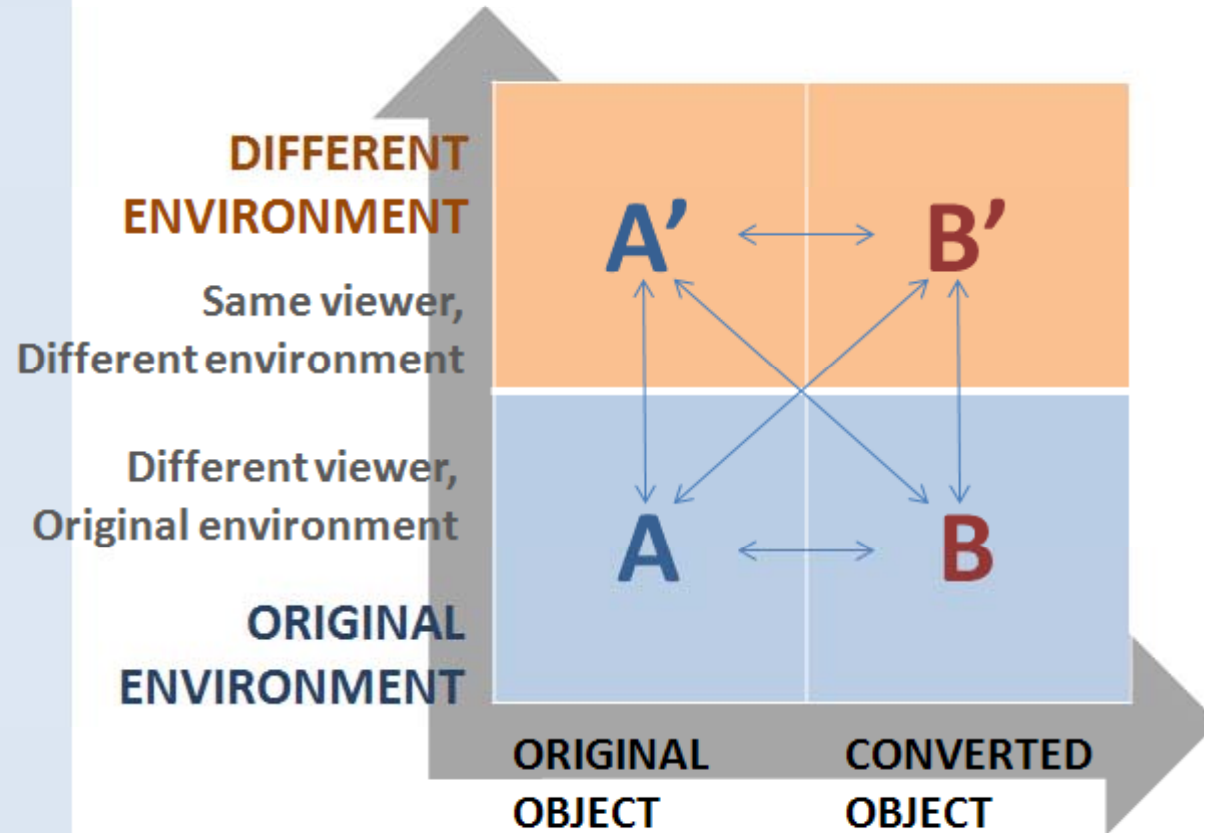 DIFFERENT
ENVIRONMENT
A’ B’
Same viewer,
Different environment
Different viewer,
Original environment
A B
ORIGINAL
ENVIRONMENT
ORIGINAL CONVERTED
OBJECT OBJECT